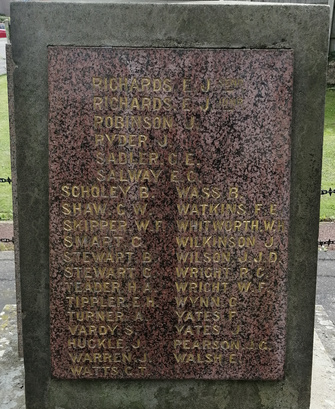 RICHARDS E. J.
RICHARDS E. J.
ROBINSON J.
RYDER J.
SADLER C. E.
SALWAY E. C.
SCHOLEY B. WASS B.
SHAW G. W. WATKINS F. E.
SKIPPER W. F. WHITWORTH W. H.
SMART C. WILKINSON J.
STEWART B. WILSON J. J. D.
STEWART G. WRIGHT R. C.
TEADER H. A. WRIGHT W. F.
TIPPLER E. H. WYNN C.
TURNER A. YATES F.
VARDY S. YATES J.
HUCKLE J. PEARSON J. G.
WARREN J. WALSH E.
WATTS C. T.